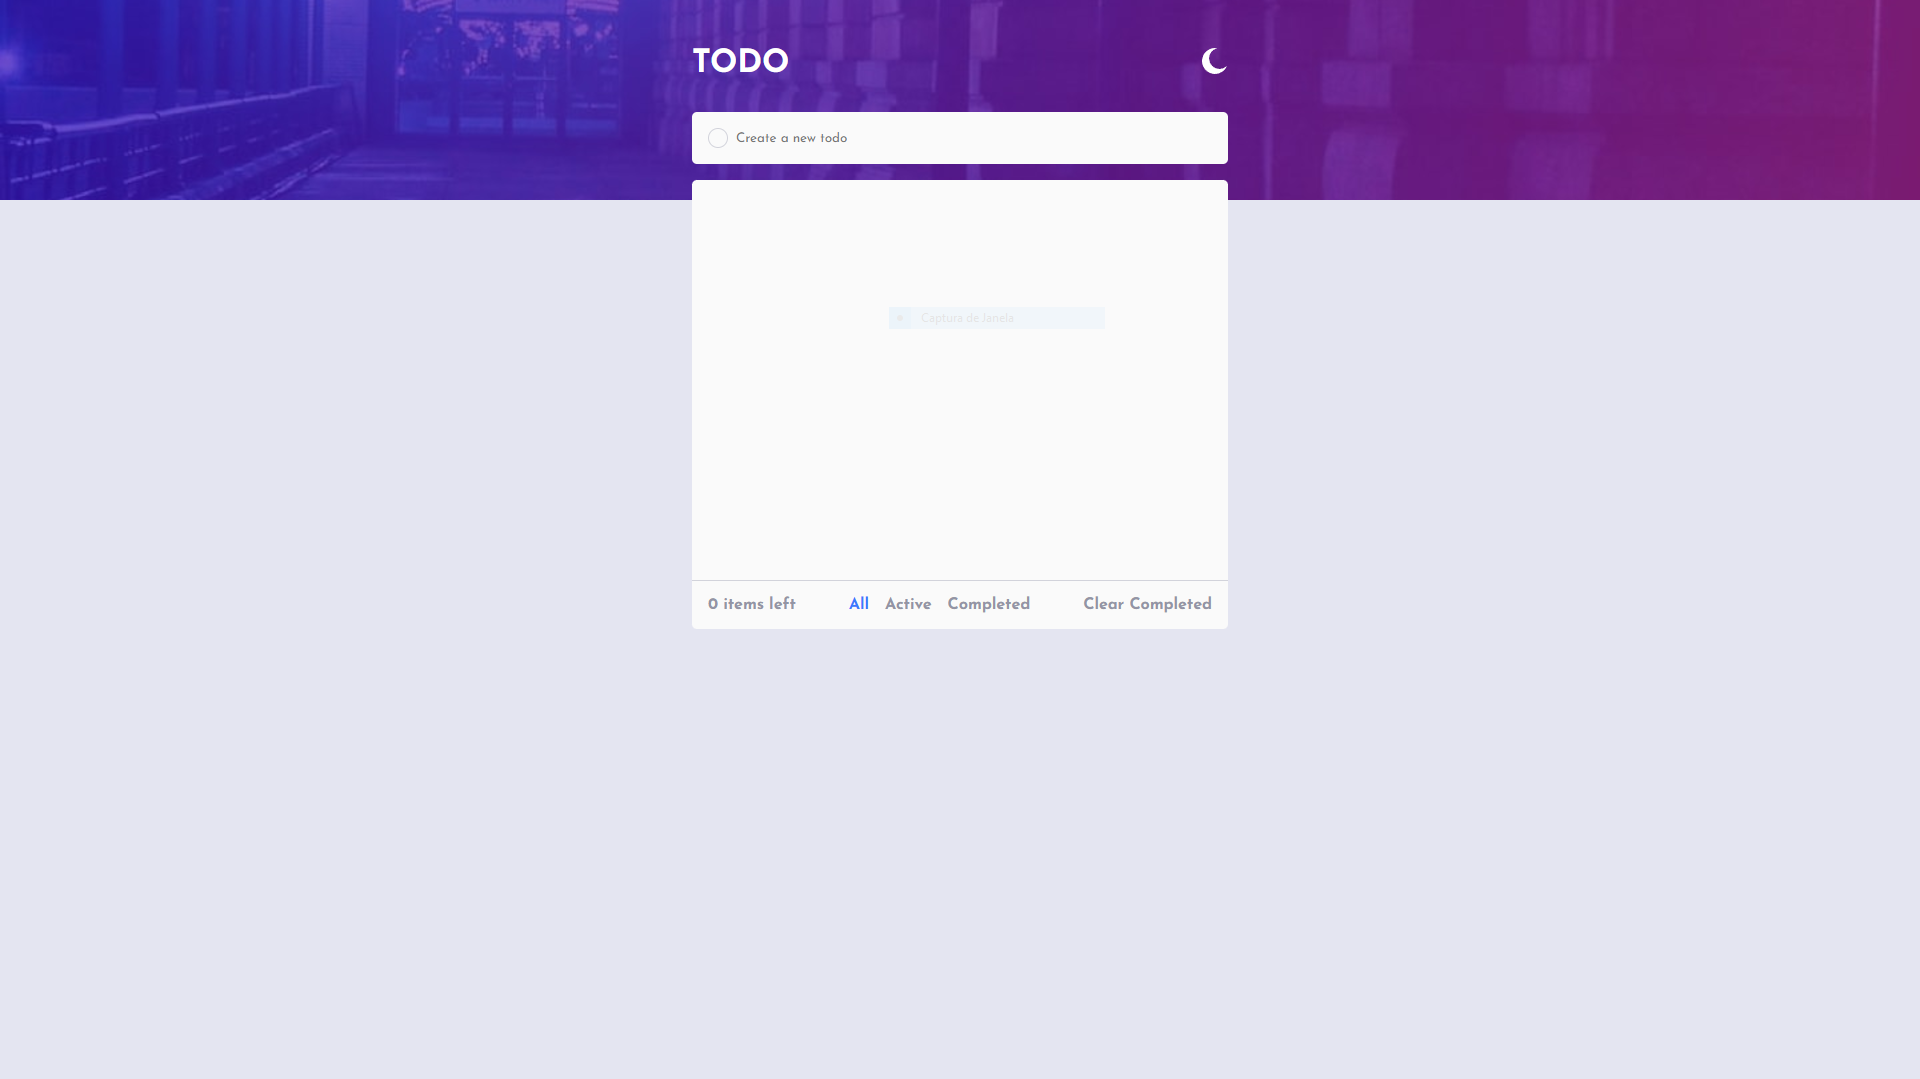 TODO
Create a new todo
Captura de Janela
0 items left
All
Active
Completed
Clear Completed